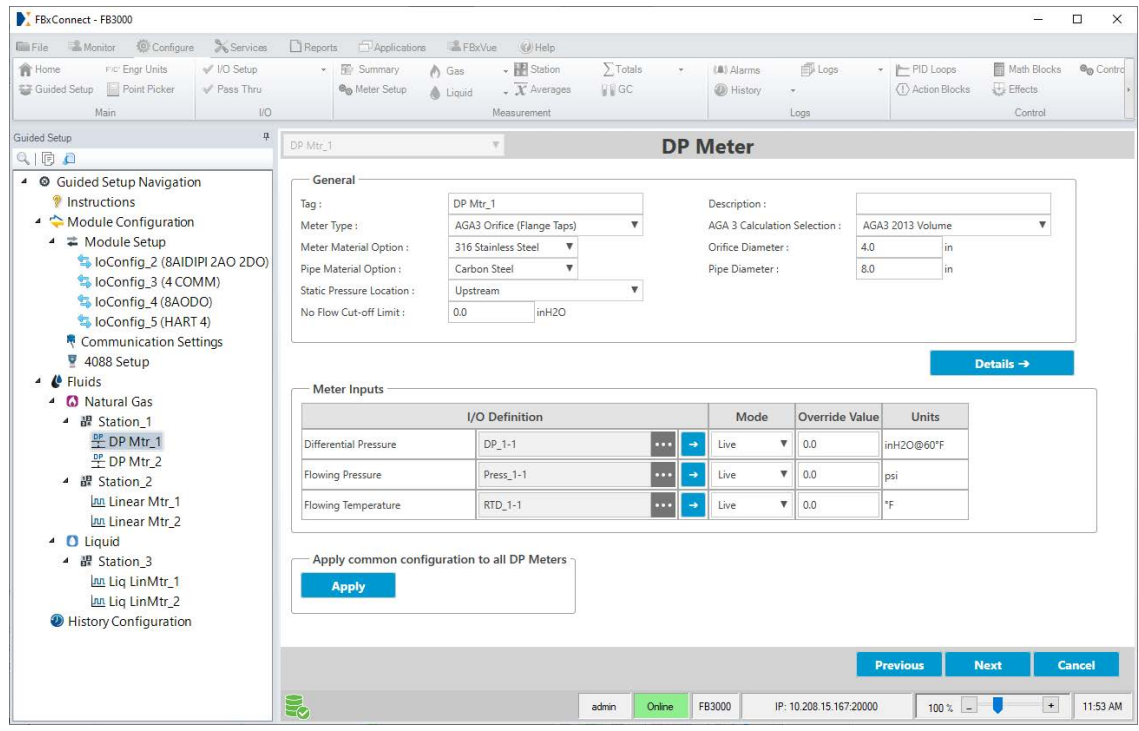 FBxConnect - FB3000
File Monitor Configure Services Reports Applications FBxVue Help
Home Engr Units I/O Setup Summary Gas Station Totals Alarms Logs PID Loops Math Blocks Contro
Guided Setup Point Picker Pass Thru Meter Setup Liquid Averages GC History Action Blocks Effects
Main I/O Measurement Logs Control
Guided Setup
Guided Setup Navigation
Instructions
Module Configuration
Module Setup
IoConfig_2 (8AIDIPI 2AO 2DO)
IoConfig_3 (4 COMM)
IoConfig_4 (8AODO)
IoConfig_5 (HART 4)
Communication Settings
4088 Setup
Fluids
Natural Gas
Station_1
DP Mtr_1
DP Mtr_2
Station_2
Linear Mtr_1
Linear Mtr_2
Liquid
Station_3
Liq LinMtr_1
Liq LinMtr_2
History Configuration
DP Mtr_1
DP Meter
General
Tag : DP Mtr_1 Description :
Meter Type : AGA3 Orifice (Flange Taps) AGA 3 Calculation Selection : AGA3 2013 Volume
Meter Material Option : 316 Stainless Steel Orifice Diameter : 4.0 in
Pipe Material Option : Carbon Steel Pipe Diameter : 8.0 in
Static Pressure Location : Upstream
No Flow Cut-off Limit : 0.0 inH2O
Details →
Meter Inputs
I/O Definition Mode Override Value Units
Differential Pressure DP_1-1 ••• → Live 0.0 inH2O@60°F
Flowing Pressure Press_1-1 ••• → Live 0.0 psi
Flowing Temperature RTD_1-1 ••• → Live 0.0 °F
Apply common configuration to all DP Meters
Apply
Previous Next Cancel
admin Online FB3000 IP: 10.208.15.167:20000 100 % - + 11:53 AM